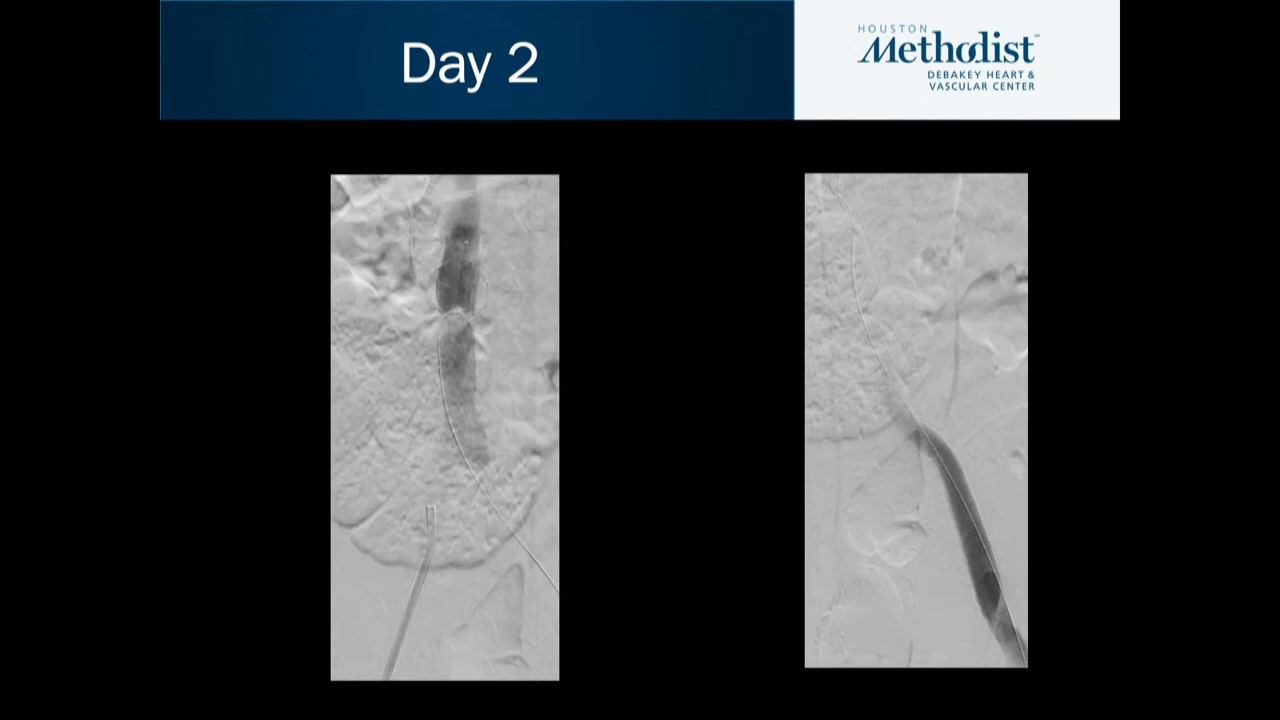 Day 2
HOUSTON
Methodist
DEBAKEY HEART &
VASCULAR CENTER